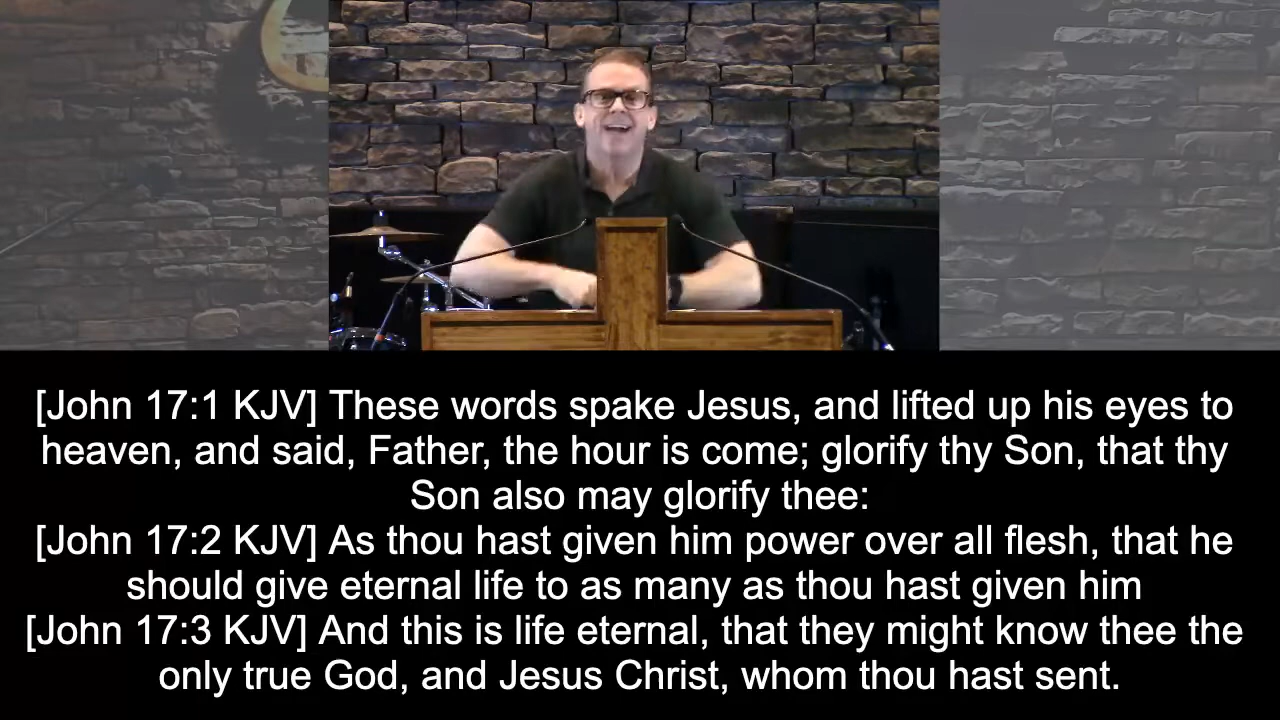 [John 17:1 KJV] These words spake Jesus, and lifted up his eyes to
heaven, and said, Father, the hour is come; glorify thy Son, that thy
Son also may glorify thee:
[John 17:2 KJV] As thou hast given him power over all flesh, that he
should give eternal life to as many as thou hast given him
[John 17:3 KJV] And this is life eternal, that they might know thee the
only true God, and Jesus Christ, whom thou hast sent.